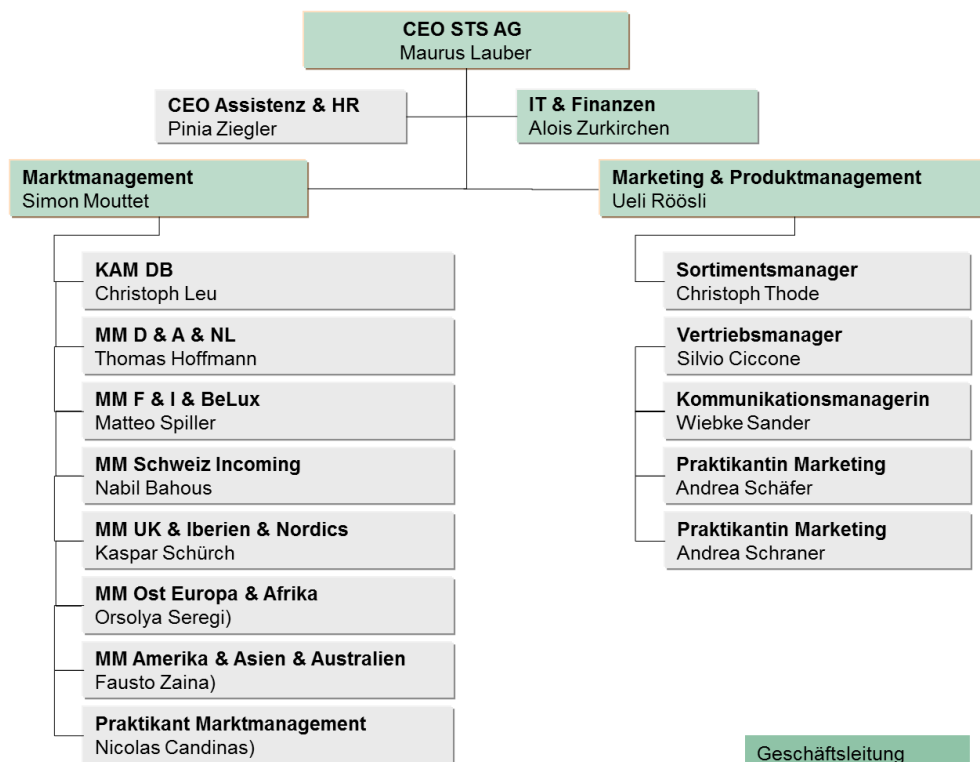 CEO STS AG
Maurus Lauber
CEO Assistenz & HR
Pinia Ziegler
IT & Finanzen
Alois Zurkirchen
Marktmanagement
Simon Mouttet
Marketing & Produktmanagement
Ueli Röösli
KAM DB
Christoph Leu
MM D & A & NL
Thomas Hoffmann
MM F & I & BeLux
Matteo Spiller
MM Schweiz Incoming
Nabil Bahous
MM UK & Iberien & Nordics
Kaspar Schürch
MM Ost Europa & Afrika
Orsolya Seregi)
MM Amerika & Asien & Australien
Fausto Zaina)
Praktikant Marktmanagement
Nicolas Candinas)
Sortimentsmanager
Christoph Thode
Vertriebsmanager
Silvio Ciccone
Kommunikationsmanagerin
Wiebke Sander
Praktikantin Marketing
Andrea Schäfer
Praktikantin Marketing
Andrea Schraner
Geschäftsleitung